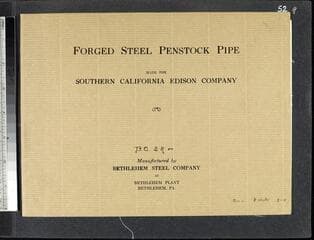 52
FORGED STEEL PENSTOCK PIPE
MADE FOR
SOUTHERN CALIFORNIA EDISON COMPANY
Manufactured by
BETHLEHEM STEEL COMPANY
AT
BETHLEHEM PLANT
BETHLEHEM, PA.